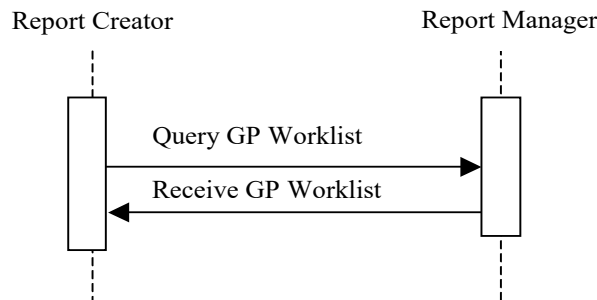 Report Creator
Report Manager
Query GP Worklist
Receive GP Worklist